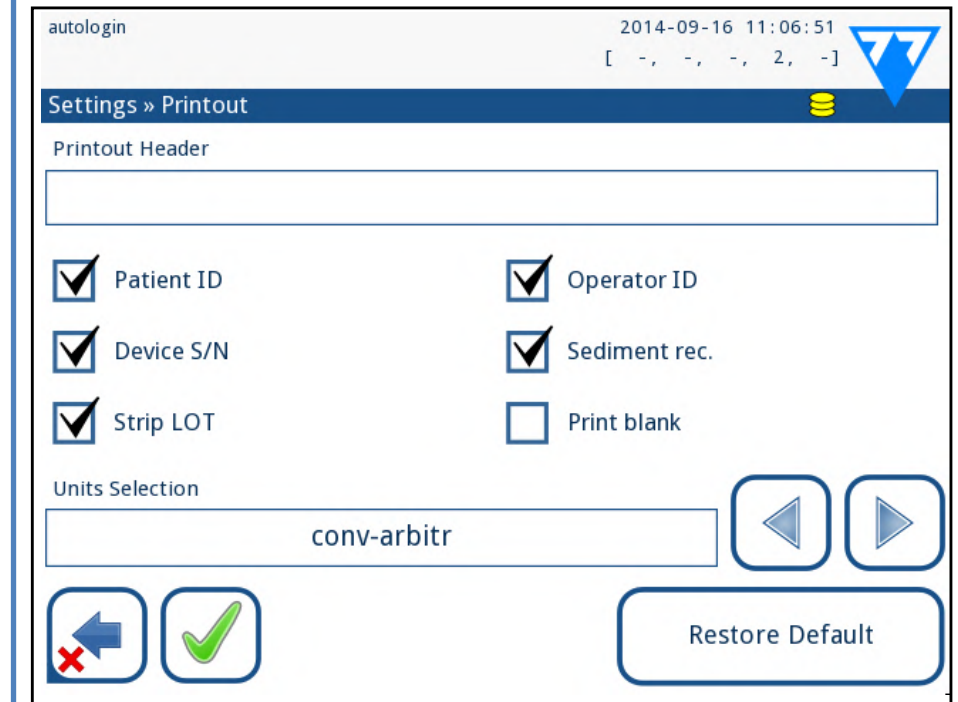 autologin 2014-09-16 11:06:51
[ -, -, -, 2, -]
Settings » Printout
Printout Header
Patient ID Operator ID
Device S/N Sediment rec.
Strip LOT Print blank
Units Selection
conv-arbitr
Restore Default